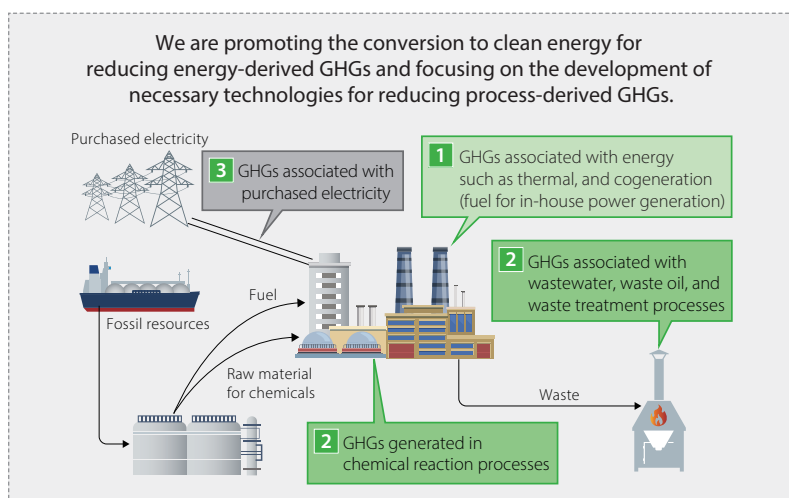 We are promoting the conversion to clean energy for
reducing energy-derived GHGs and focusing on the development of
necessary technologies for reducing process-derived GHGs.
Purchased electricity
3 GHGs associated with
purchased electricity
1 GHGs associated with energy
such as thermal, and cogeneration
(fuel for in-house power generation)
2 GHGs associated with
wastewater, waste oil, and
waste treatment processes
Fuel
Fossil resources
Raw material
for chemicals
Waste
2 GHGs generated in
chemical reaction processes